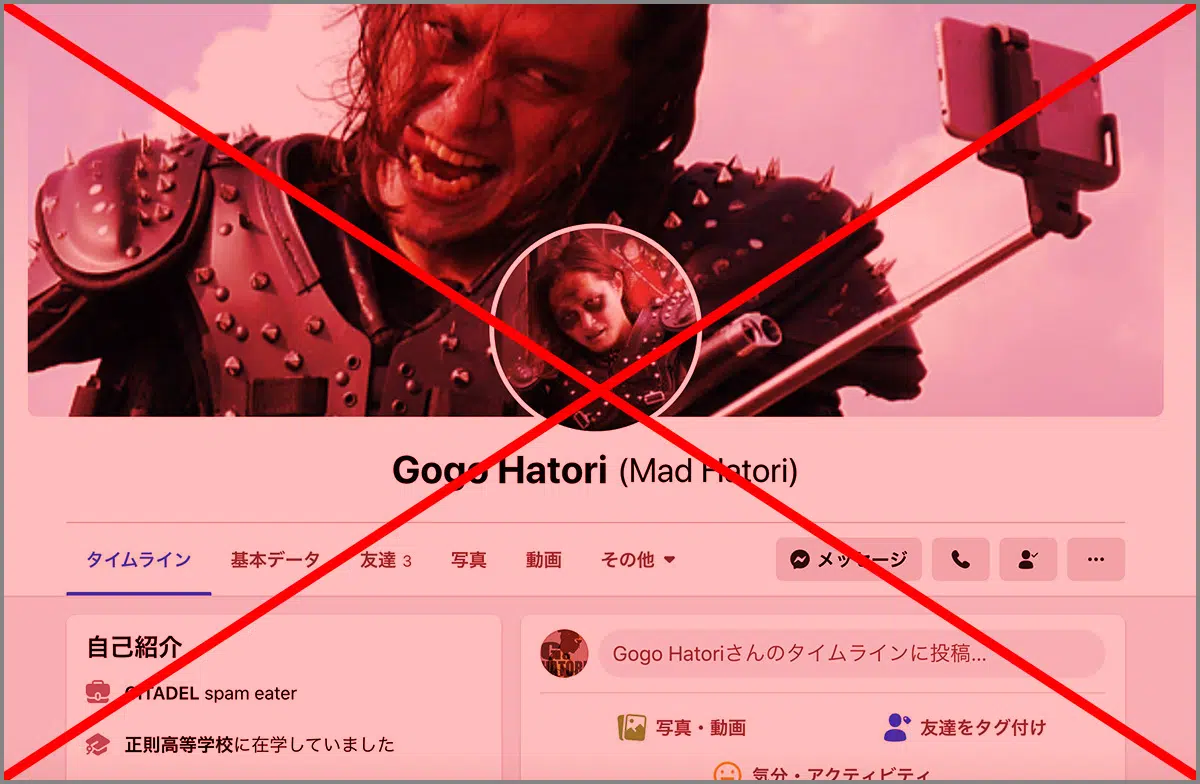 Gogo Hatori (Mad Hatori)
タイムライン 基本データ 友達 3 写真 動画 その他 メッセージ ...
自己紹介
CITADEL spam eater
正則高等学校に在学していました
Gogo Hatoriさんのタイムラインに投稿...
写真・動画 友達をタグ付け
気分・アクティビティ